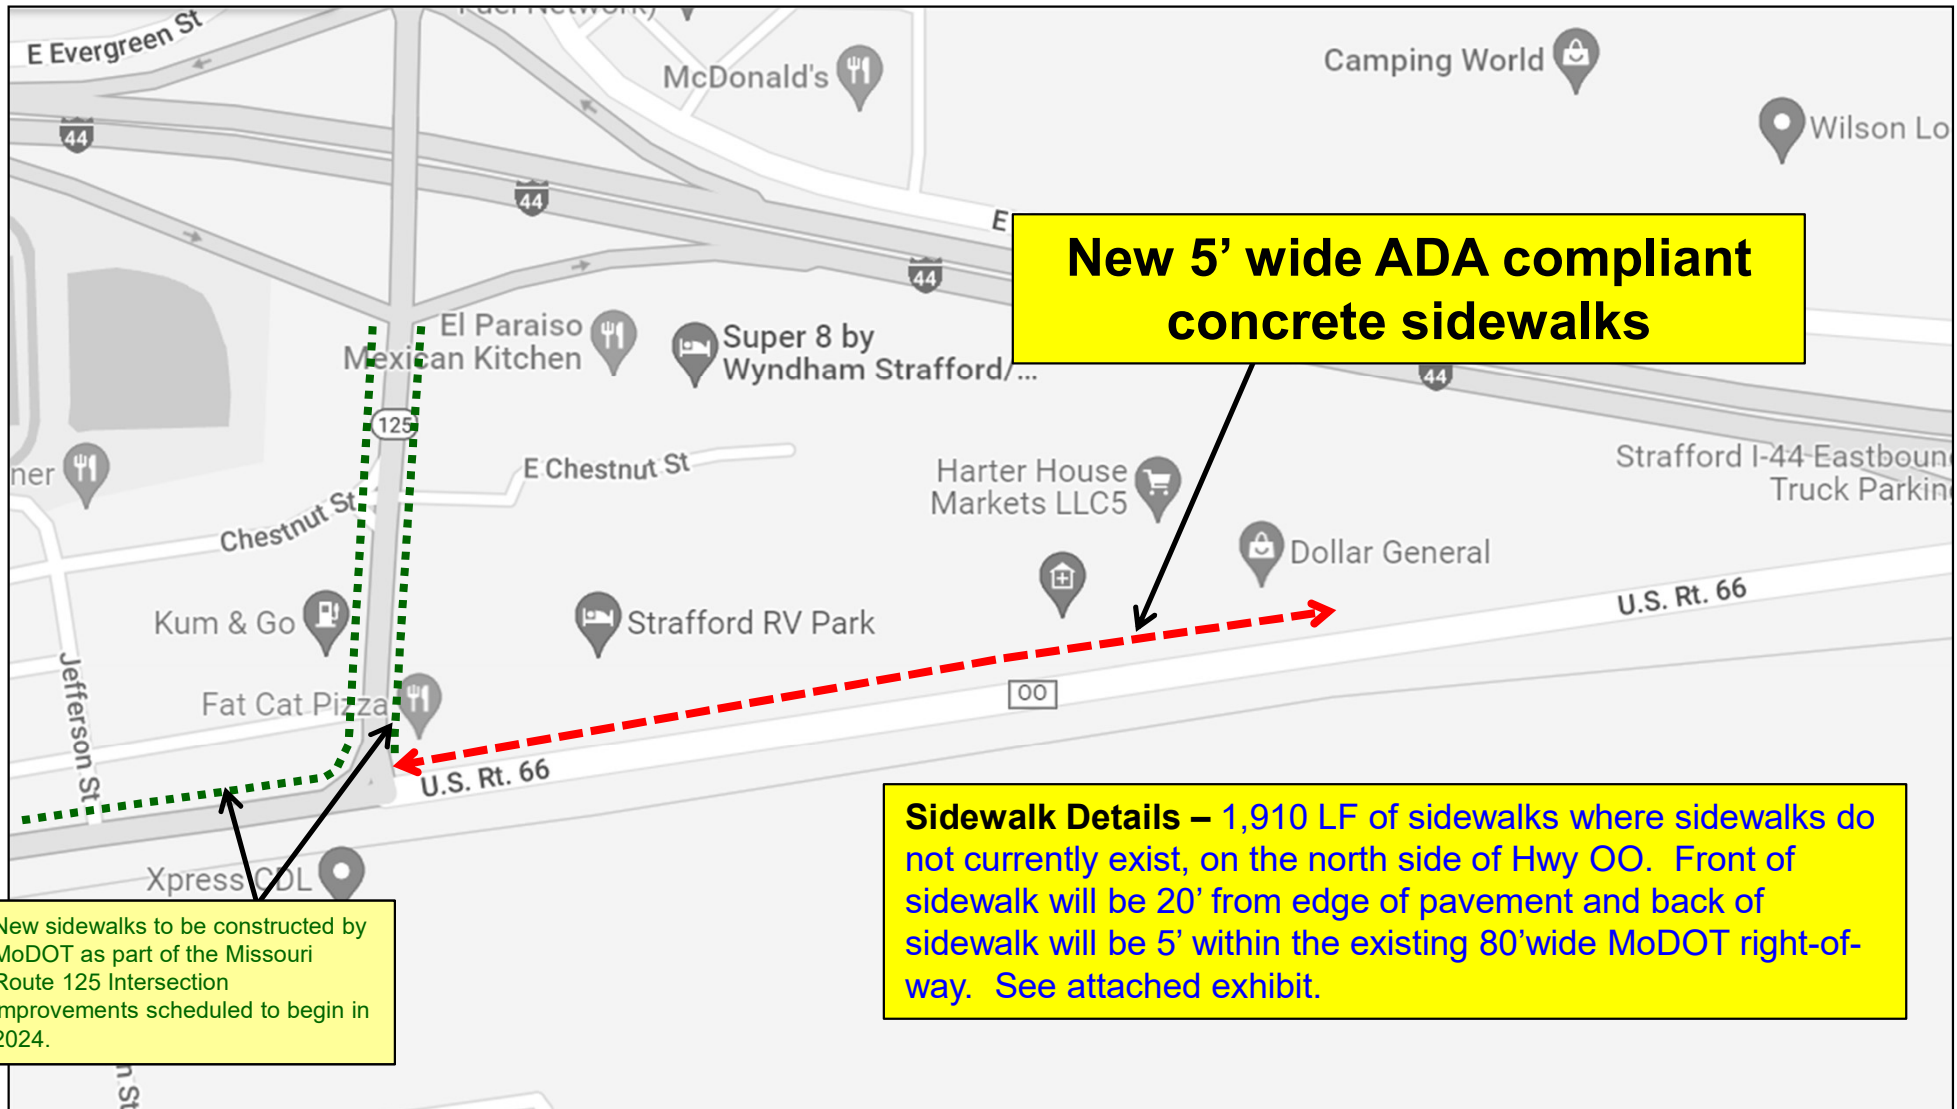 Fuel Network)
E Evergreen St
McDonald's
Camping World
Wilson Lo
44
44
44
E
New 5’ wide ADA compliant
concrete sidewalks
El Paraiso
Mexican Kitchen
Super 8 by
Wyndham Strafford/...
44
125
ner
E Chestnut St
Harter House
Markets LLC5
Strafford I-44 Eastboun
Truck Parkin
Chestnut St
Dollar General
Kum & Go
Strafford RV Park
U.S. Rt. 66
Jefferson St
Fat Cat Pizza
OO
U.S. Rt. 66
Sidewalk Details – 1,910 LF of sidewalks where sidewalks do
not currently exist, on the north side of Hwy OO. Front of
sidewalk will be 20’ from edge of pavement and back of
sidewalk will be 5’ within the existing 80’wide MoDOT right-of-
way. See attached exhibit.
Xpress CDL
New sidewalks to be constructed by
MoDOT as part of the Missouri
Route 125 Intersection
improvements scheduled to begin in
2024.
n St